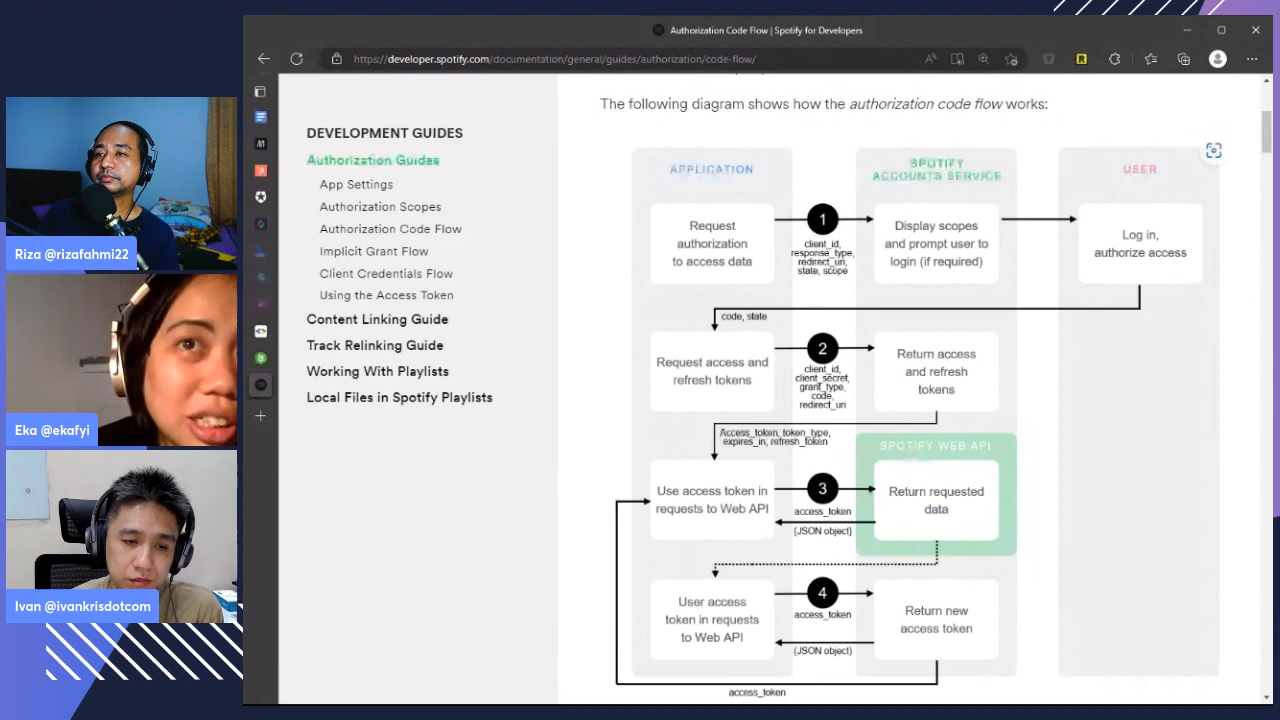 Authorization Code Flow | Spotify for Developers
https://developer.spotify.com/documentation/general/guides/authorization/code-flow/
Riza @rizafahmi22
Eka @ekafyi
Ivan @ivankrisdotcom
DEVELOPMENT GUIDES
Authorization Guides
App Settings
Authorization Scopes
Authorization Code Flow
Implicit Grant Flow
Client Credentials Flow
Using the Access Token
Content Linking Guide
Track Relinking Guide
Working With Playlists
Local Files in Spotify Playlists
The following diagram shows how the authorization code flow works:
APPLICATION
SPOTIFY
ACCOUNTS SERVICE
USER
Request
authorization
to access data
1
client_id,
response_type,
redirect_uri,
state, scope
Display scopes
and prompt user to
login (if required)
Log in,
authorize access
code, state
Request access and
refresh tokens
2
client_id,
client_secret,
grant_type,
code,
redirect_uri
Return access
and refresh
tokens
Access_token, token_type,
expires_in, refresh_token
SPOTIFY WEB API
Use access token in
requests to Web API
3
access_token
(JSON object)
Return requested
data
User access
token in requests
to Web API
4
access_token
(JSON object)
Return new
access token
access_token